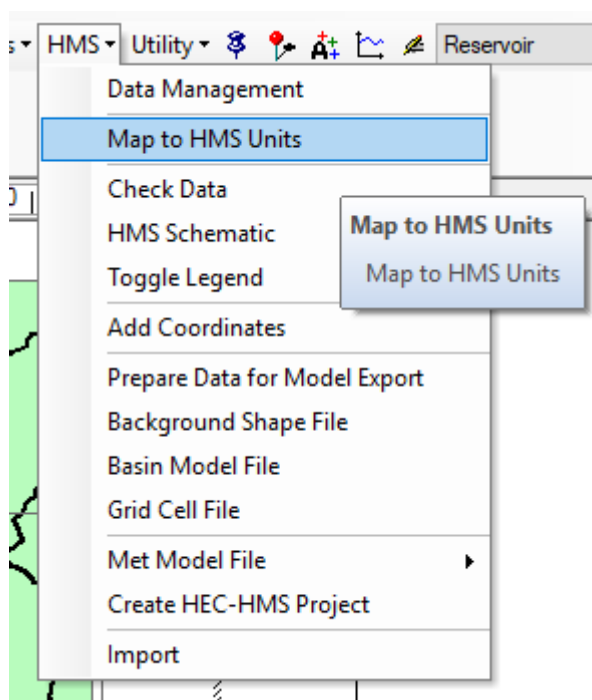 HMS Utility Reservoir
Data Management
Map to HMS Units
Check Data
HMS Schematic
Toggle Legend
Map to HMS Units
Map to HMS Units
Add Coordinates
Prepare Data for Model Export
Background Shape File
Basin Model File
Grid Cell File
Met Model File
Create HEC-HMS Project
Import